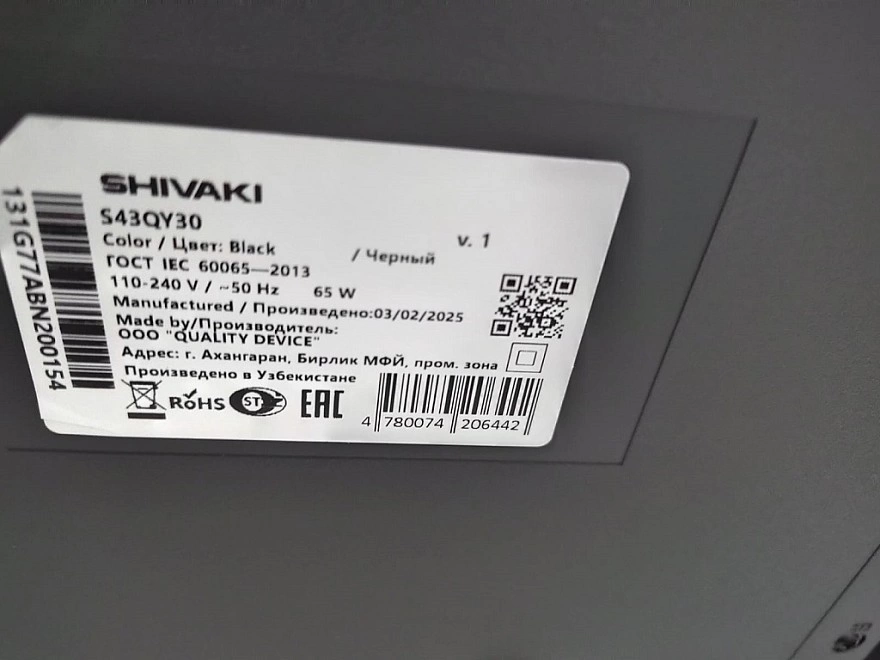 SHIVAKI
S43QY30
v. 1
Color / Цвет: Black / Черный
ГОСТ IEC 60065—2013
110-240 V / ~50 Hz 65 W
Manufactured / Произведено:03/02/2025
Made by/Производитель:
ООО "QUALITY DEVICE"
Адрес: г. Ахангаран, Бирлик МФЙ, пром. зона
Произведено в Узбекистане
RoHS ST EAC
4 780074 206442
131G77ABN200154